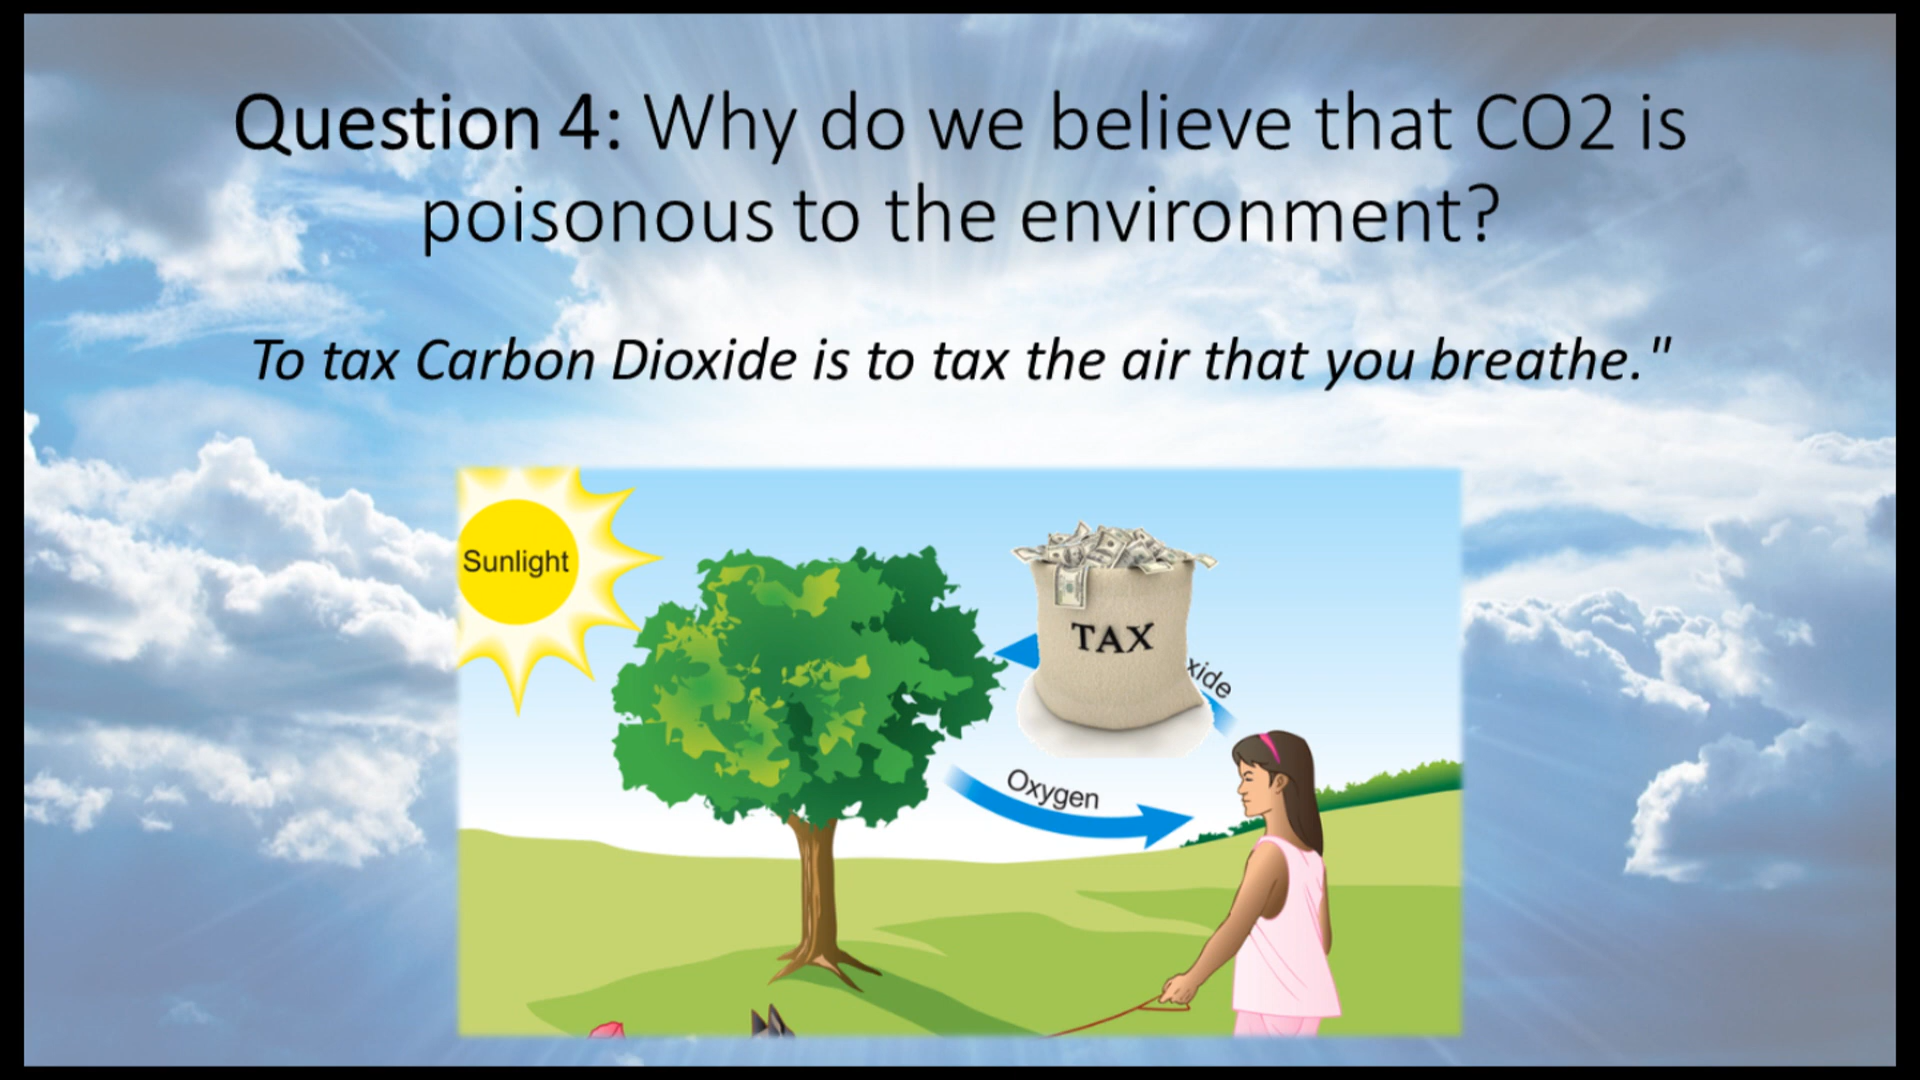 Question 4: Why do we believe that CO2 is
poisonous to the environment?
To tax Carbon Dioxide is to tax the air that you breathe."
Sunlight
TAX
xide
Oxygen